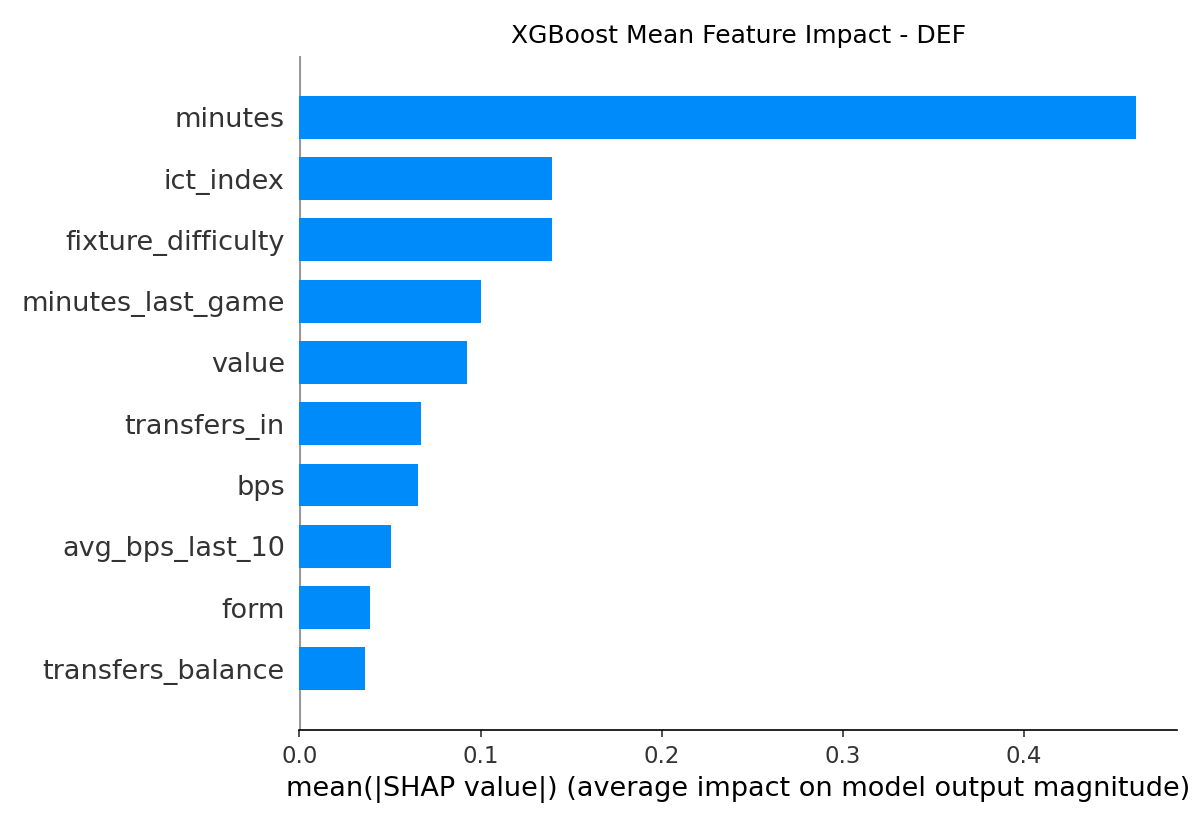 XGBoost Mean Feature Impact - DEF
minutes
ict_index
fixture_difficulty
minutes_last_game
value
transfers_in
bps
avg_bps_last_10
form
transfers_balance
0.0 0.1 0.2 0.3 0.4
mean(|SHAP value|) (average impact on model output magnitude)